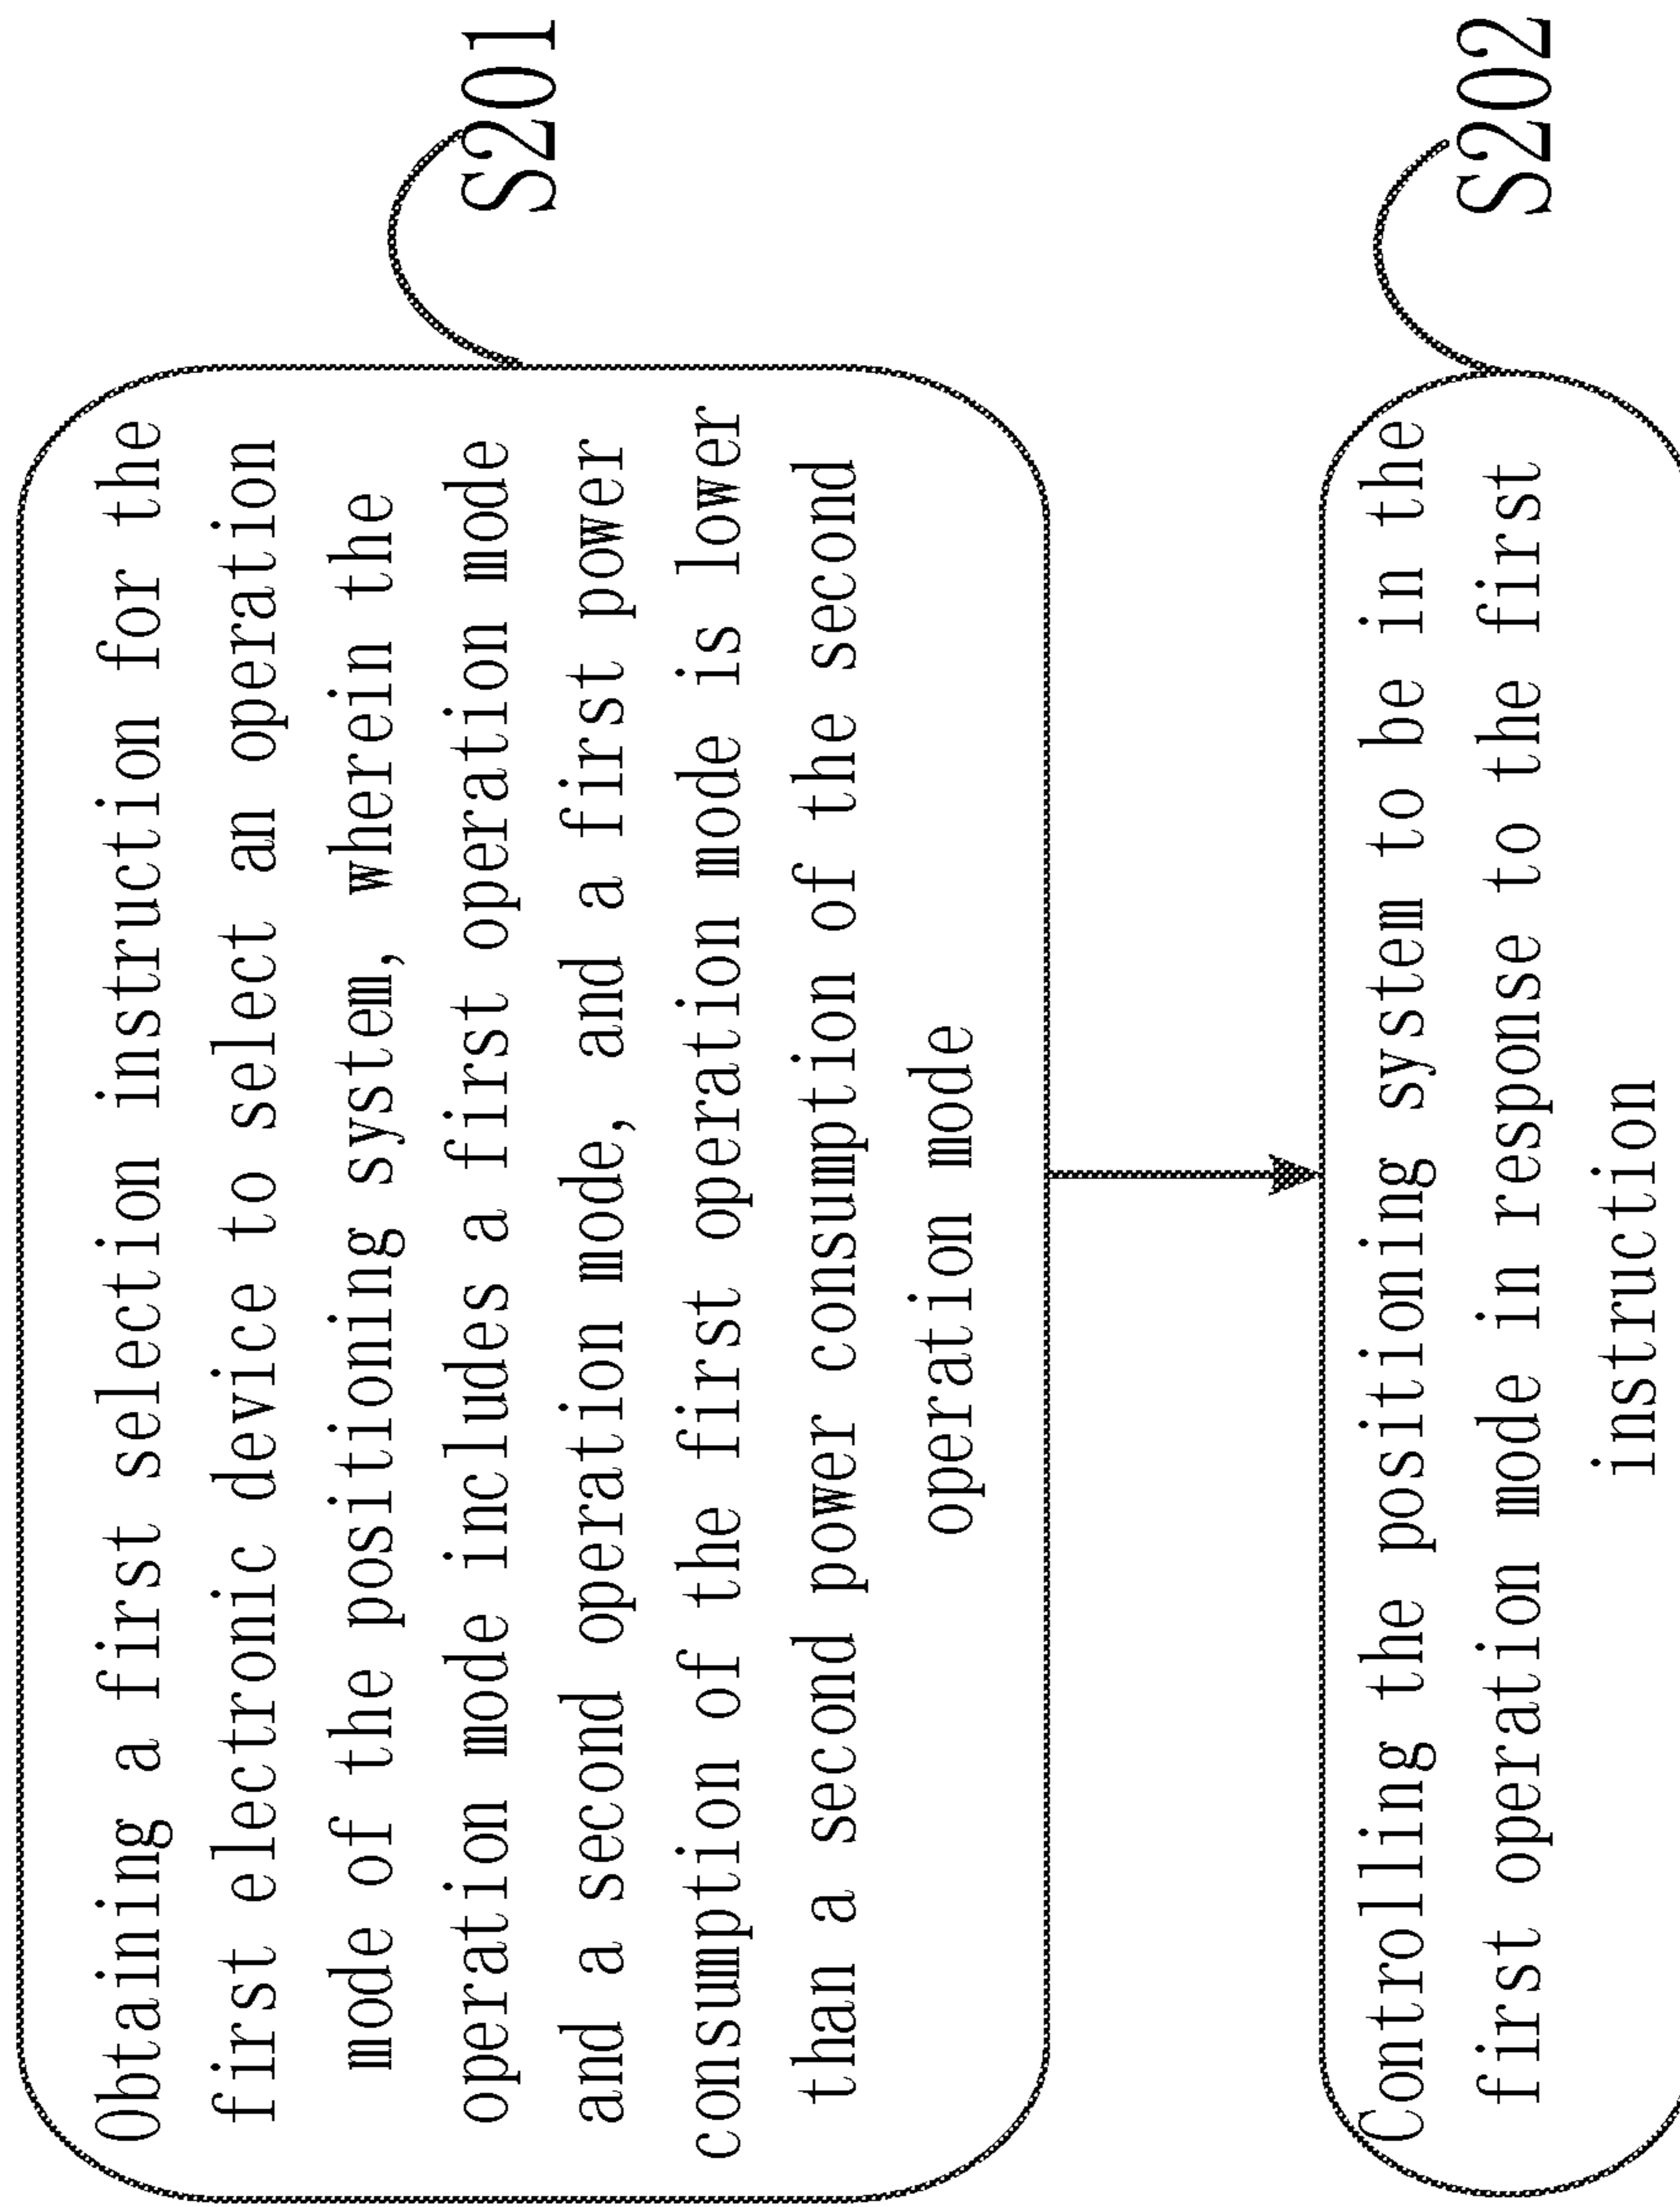 Obtaining a first selection instruction for the
first electronic device to select an operation
mode of the positioning system, wherein the
operation mode includes a first operation mode
and a second operation mode, and a first power
consumption of the first operation mode is lower
than a second power consumption of the second
operation mode
S201
Controlling the positioning system to be in the
first operation mode in response to the first
instruction
S202